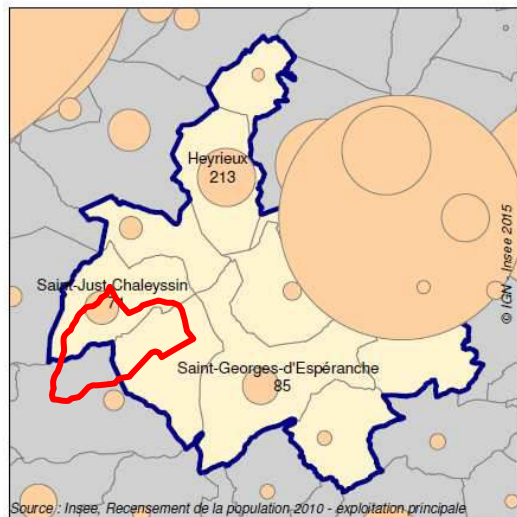 Heyrieux
213
Saint-Just-Chaleyssin
71
Saint-Georges-d'Espéranche
85
© IGN - Insee 2015
Source : Insee, Recensement de la population 2010 - exploitation principale